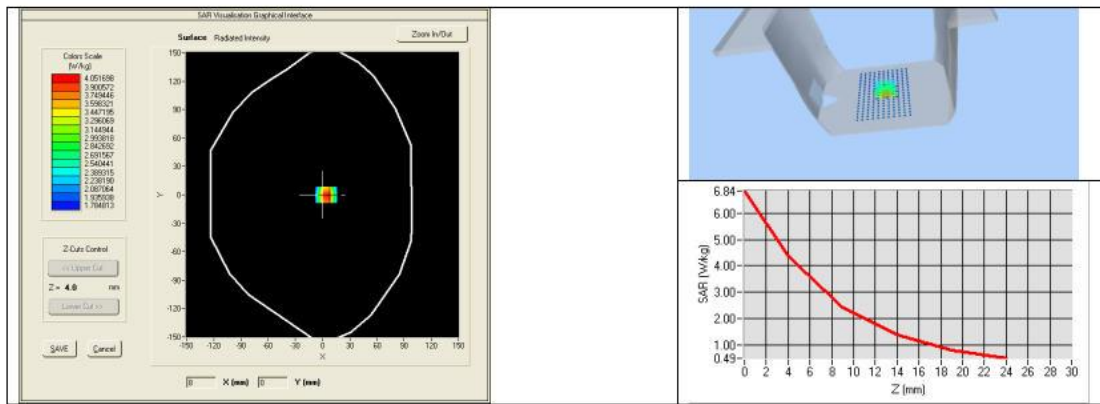 SAR Visualisation Graphical Interface
Surface Radiated Intensity
Zoom In/Out
Colors Scale
(W/kg)
4.051698
3.900572
3.749446
3.598321
3.447195
3.296069
3.144944
2.993818
2.842692
2.691567
2.540441
2.389315
2.238190
2.087064
1.935938
1.784813
Z-Cuts Control
<< Upper Cut
Z = 4.0 mm
Lower Cut >>
SAVE Cancel
150-
120-
90-
60-
30-
0-
-30-
-60-
-90-
-120-
-150-
Y
-150 -120 -90 -60 -30 0 30 60 90 120 150
X
0 X (mm) 0 Y (mm)
6.84-
6.00-
5.00-
4.00-
3.00-
2.00-
1.00-
0.49-
SAR (W/kg)
0 2 4 6 8 10 12 14 16 18 20 22 24 26 28 30
Z (mm)